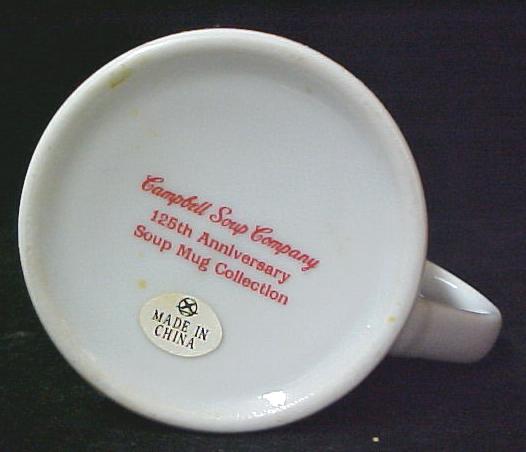 Campbell Soup Company
125th Anniversary
Soup Mug Collection
MADE IN
CHINA